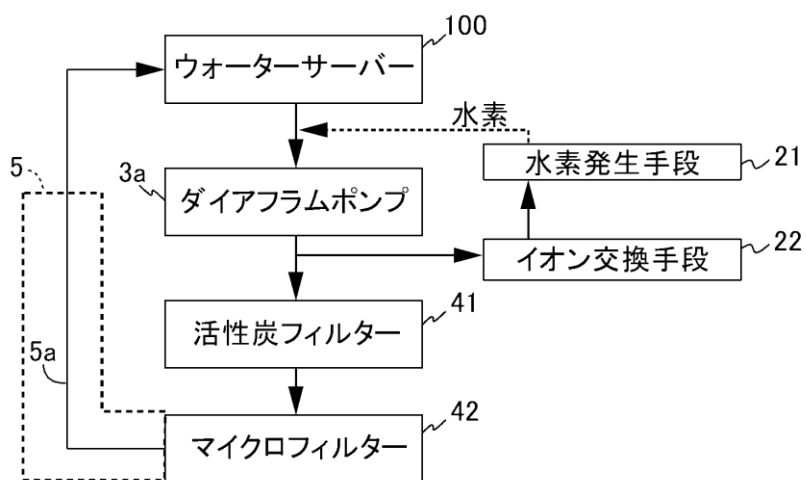 100
ウォーターサーバー
水素
水素発生手段
21
5
3a
ダイアフラムポンプ
イオン交換手段
22
41
活性炭フィルター
5a
42
マイクロフィルター